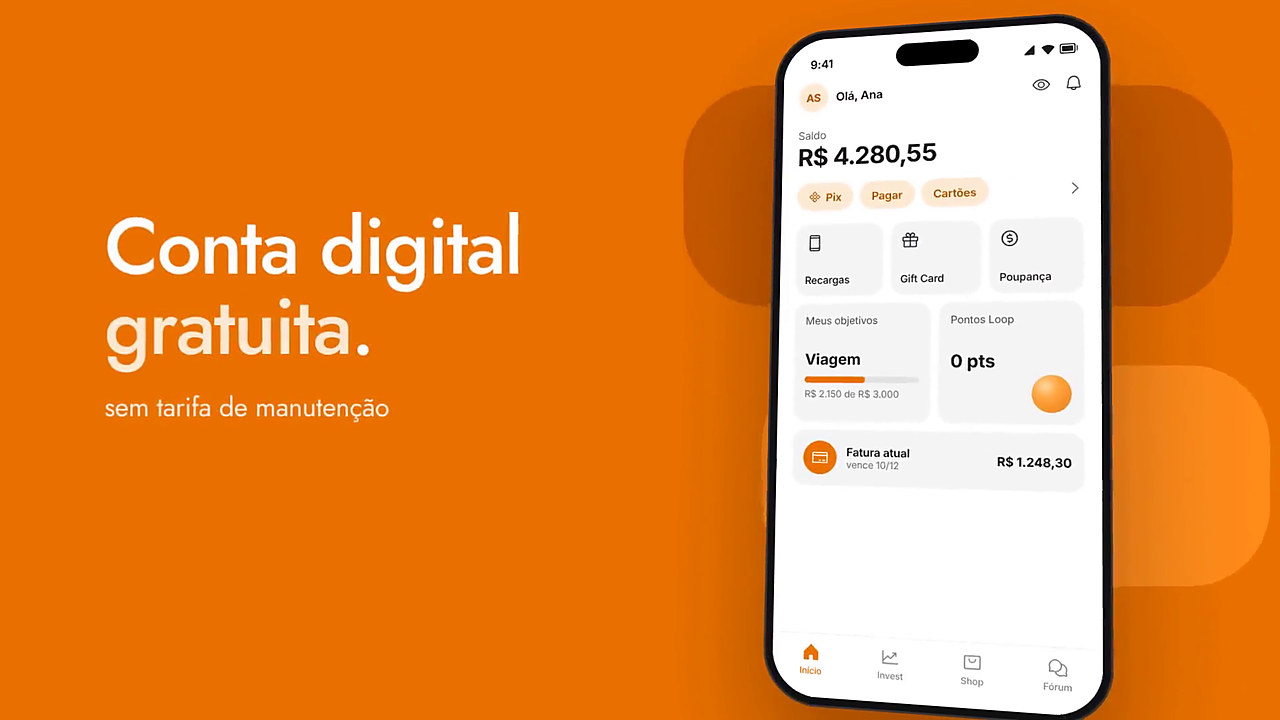 Conta digital
gratuita.
sem tarifa de manutenção
9:41
AS
Olá, Ana
Saldo
R$ 4.280,55
Pix
Pagar
Cartões
Recargas
Gift Card
Poupança
Meus objetivos
Viagem
R$ 2.150 de R$ 3.000
Pontos Loop
0 pts
Fatura atual
vence 10/12
R$ 1.248,30
Início
Invest
Shop
Fórum